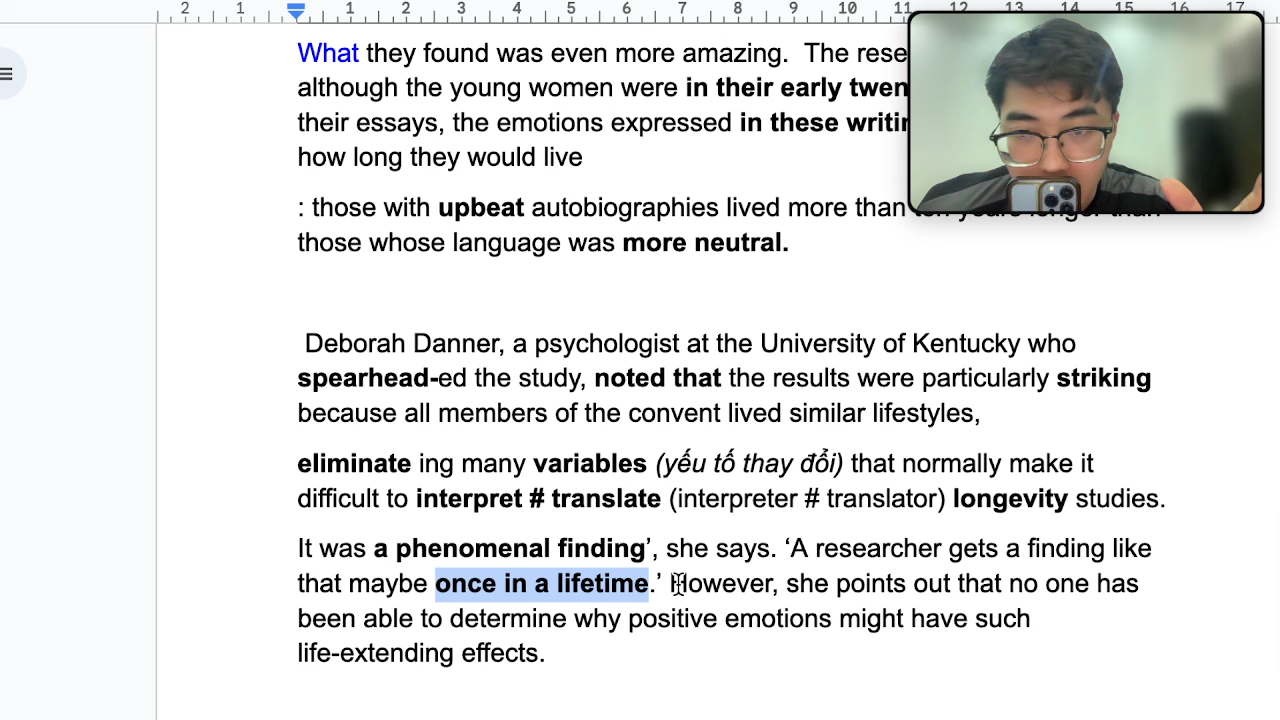 2 1 1 2 3 4 5 6 7 8 9 10 11 12 13 14 15 16 17
What they found was even more amazing. The rese
although the young women were in their early twen
their essays, the emotions expressed in these writin
how long they would live
: those with upbeat autobiographies lived more than ten years longer than
those whose language was more neutral.
Deborah Danner, a psychologist at the University of Kentucky who
spearhead-ed the study, noted that the results were particularly striking
because all members of the convent lived similar lifestyles,
eliminate ing many variables (yếu tố thay đổi) that normally make it
difficult to interpret # translate (interpreter # translator) longevity studies.
It was a phenomenal finding’, she says. ‘A researcher gets a finding like
that maybe once in a lifetime.’ However, she points out that no one has
been able to determine why positive emotions might have such
life-extending effects.